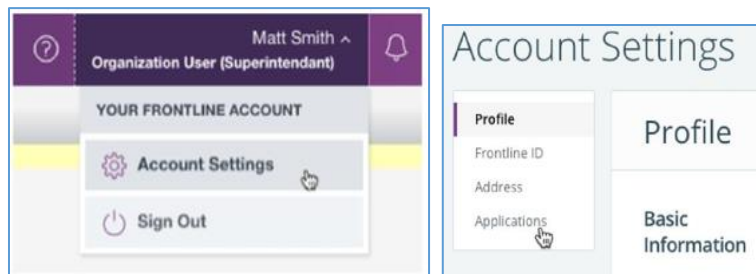 Matt Smith
Organization User (Superintendant)
YOUR FRONTLINE ACCOUNT
Account Settings
Sign Out
Account Settings
Profile
Frontline ID
Address
Applications
Profile
Basic
Information